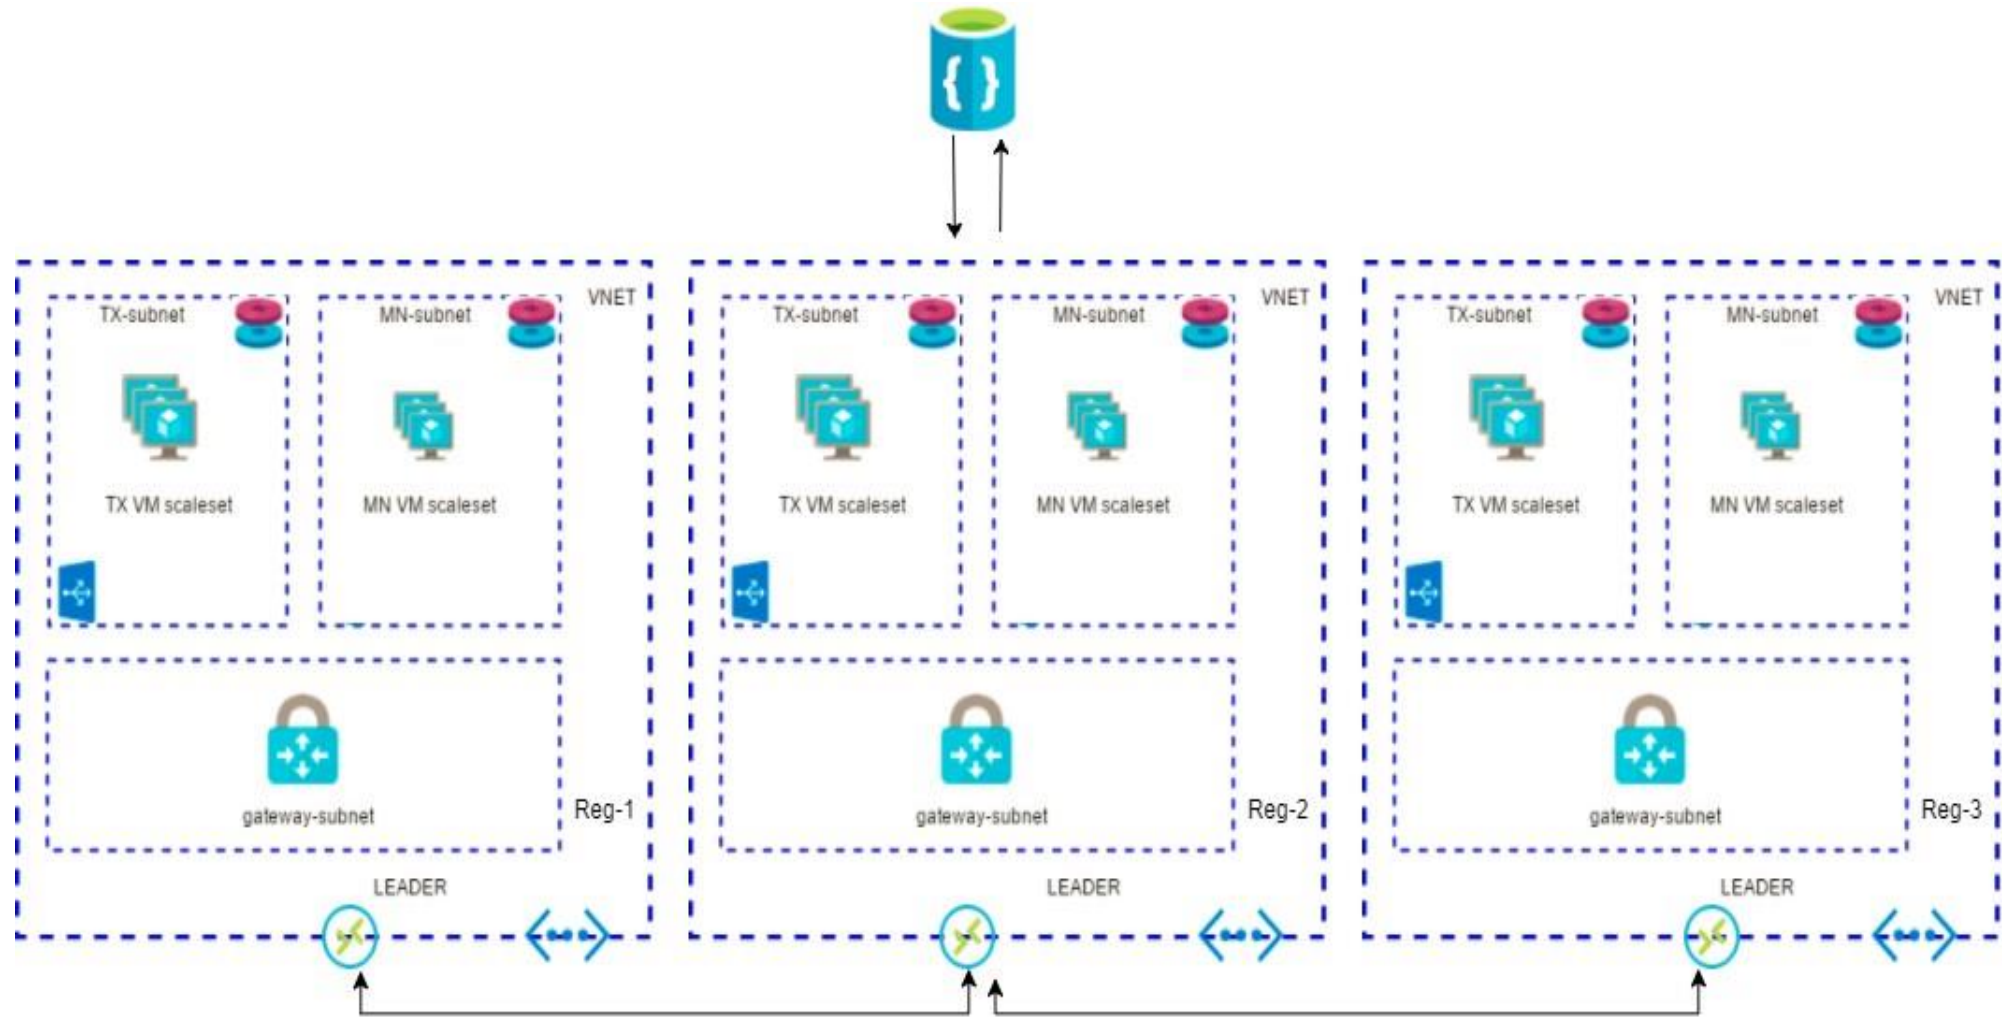 { }
VNET
TX-subnet
MN-subnet
TX VM scaleset
MN VM scaleset
gateway-subnet
Reg-1
LEADER
VNET
TX-subnet
MN-subnet
TX VM scaleset
MN VM scaleset
gateway-subnet
Reg-2
LEADER
VNET
TX-subnet
MN-subnet
TX VM scaleset
MN VM scaleset
gateway-subnet
Reg-3
LEADER